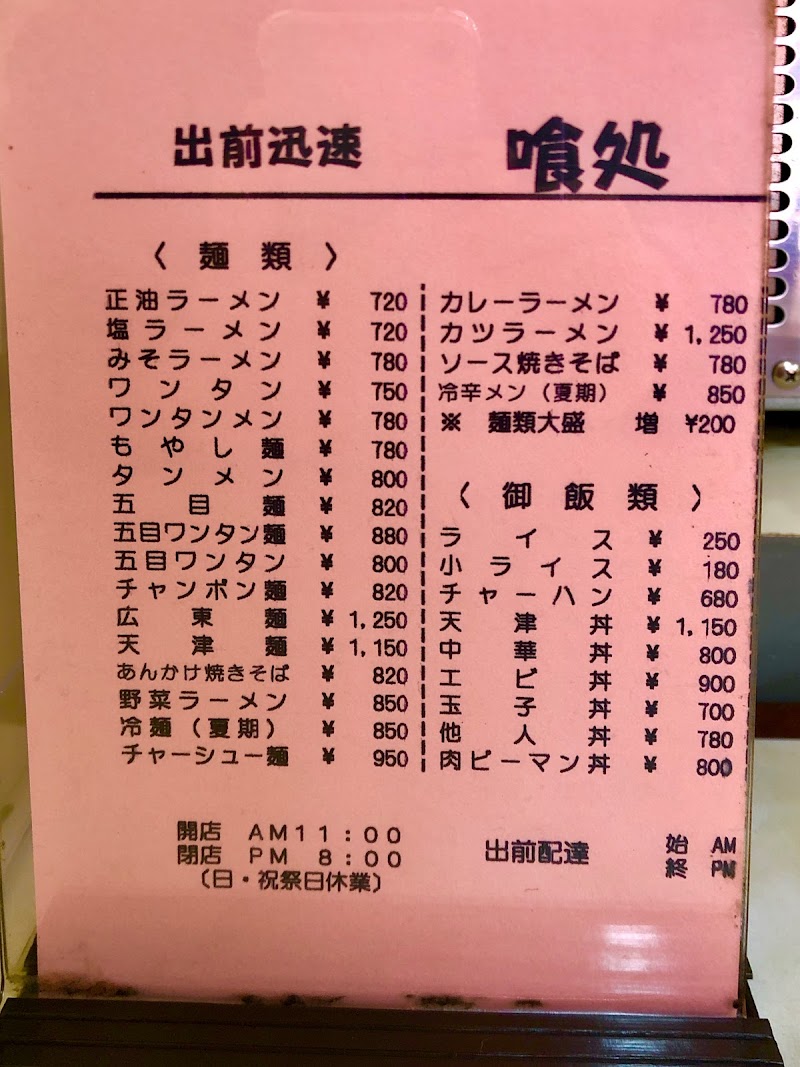 出前迅速 喰処
〈 麺 類 〉
正油ラーメン ¥ 720
塩ラーメン ¥ 720
みそラーメン ¥ 780
ワンタン ¥ 750
ワンタンメン ¥ 780
もやし麺 ¥ 780
タンメン ¥ 800
五目麺 ¥ 820
五目ワンタン麺 ¥ 880
五目ワンタン ¥ 800
チャンポン麺 ¥ 820
広東麺 ¥ 1,250
天津麺 ¥ 1,150
あんかけ焼きそば ¥ 820
野菜ラーメン ¥ 850
冷麺(夏期) ¥ 850
チャーシュー麺 ¥ 950
カレーラーメン ¥ 780
カツラーメン ¥ 1,250
ソース焼きそば ¥ 780
冷辛メン(夏期) ¥ 850
※ 麺類大盛 増 ¥200
〈 御 飯 類 〉
ライス ¥ 250
小ライス ¥ 180
チャーハン ¥ 680
天津丼 ¥ 1,150
中華丼 ¥ 800
エビ丼 ¥ 900
玉子丼 ¥ 700
他人丼 ¥ 780
肉ピーマン丼 ¥ 800
開店 AM11:00
閉店 PM 8:00
(日・祝祭日休業)
出前配達
始 AM
終 PM